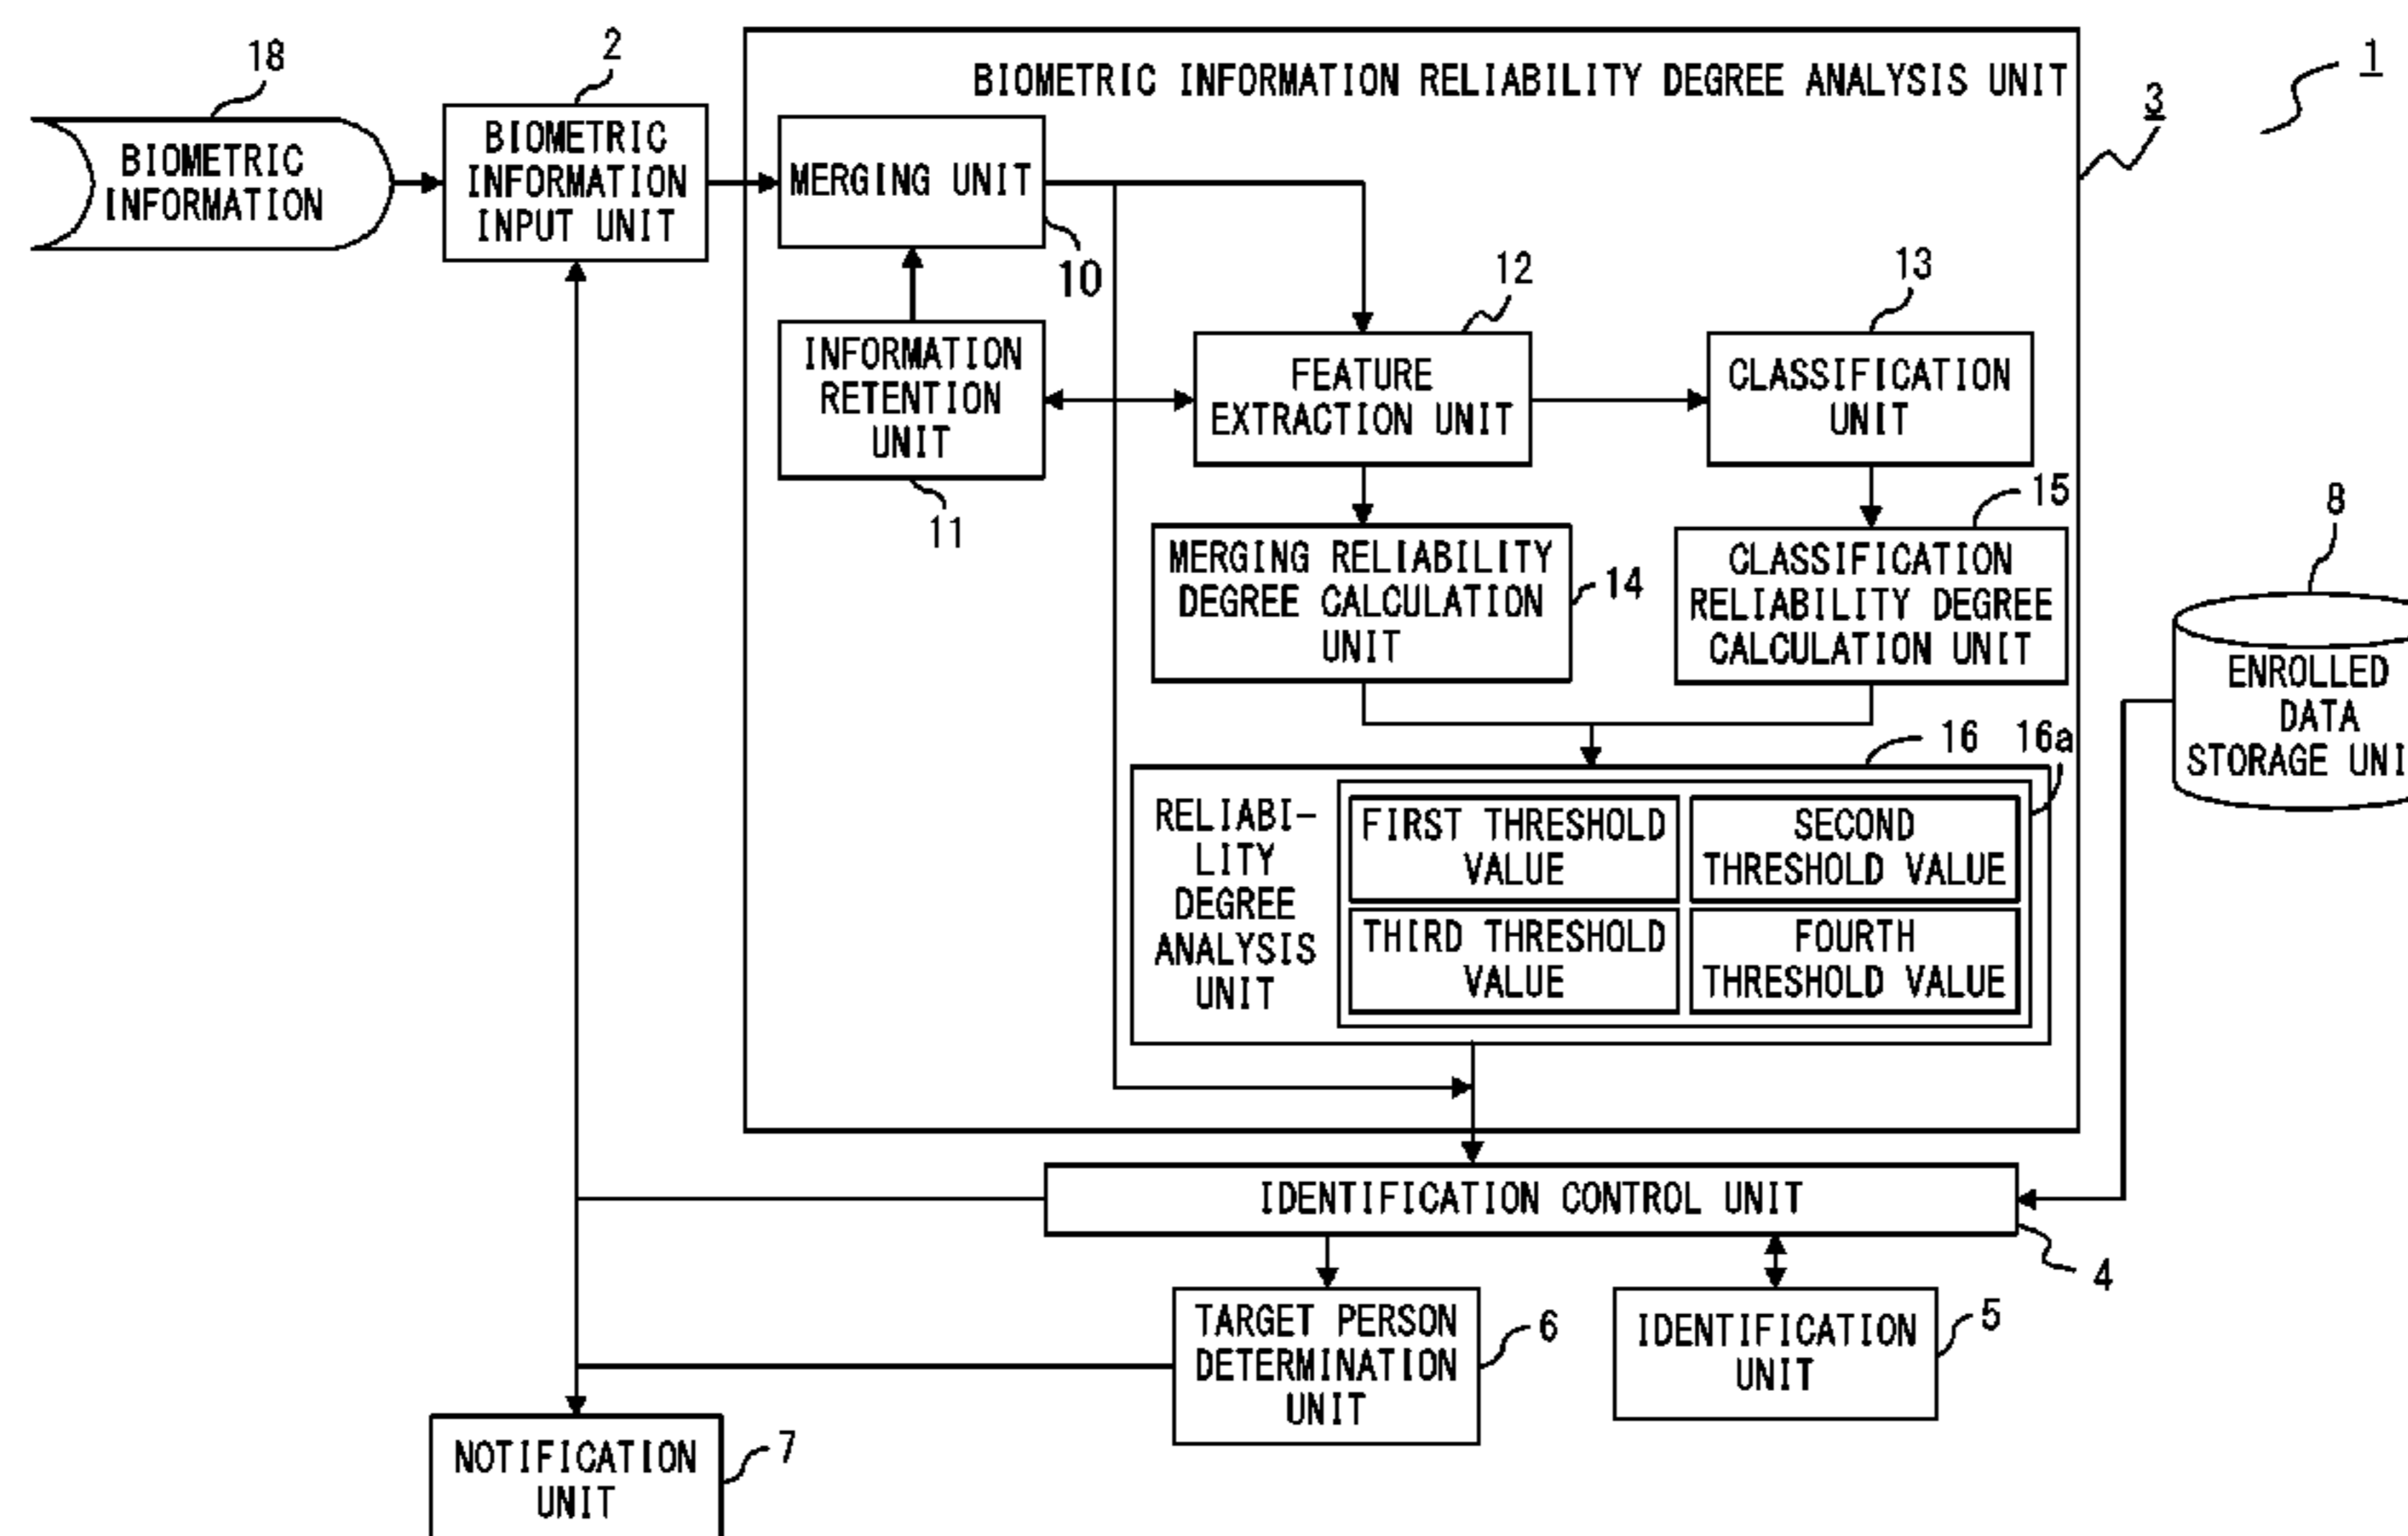 18
2
BIOMETRIC INFORMATION RELIABILITY DEGREE ANALYSIS UNIT
1
3
BIOMETRIC
INFORMATION
BIOMETRIC
INFORMATION
INPUT UNIT
MERGING UNIT
10
12
13
INFORMATION
RETENTION
UNIT
11
FEATURE
EXTRACTION UNIT
CLASSIFICATION
UNIT
15
8
MERGING RELIABILITY
DEGREE CALCULATION
UNIT
14
CLASSIFICATION
RELIABILITY DEGREE
CALCULATION UNIT
ENROLLED
DATA
STORAGE UNI
16
16a
RELIABI-
LITY
DEGREE
ANALYSIS
UNIT
FIRST THRESHOLD
VALUE
SECOND
THRESHOLD VALUE
THIRD THRESHOLD
VALUE
FOURTH
THRESHOLD VALUE
IDENTIFICATION CONTROL UNIT
4
TARGET PERSON
DETERMINATION
UNIT
6
IDENTIFICATION
UNIT
5
NOTIFICATION
UNIT
7